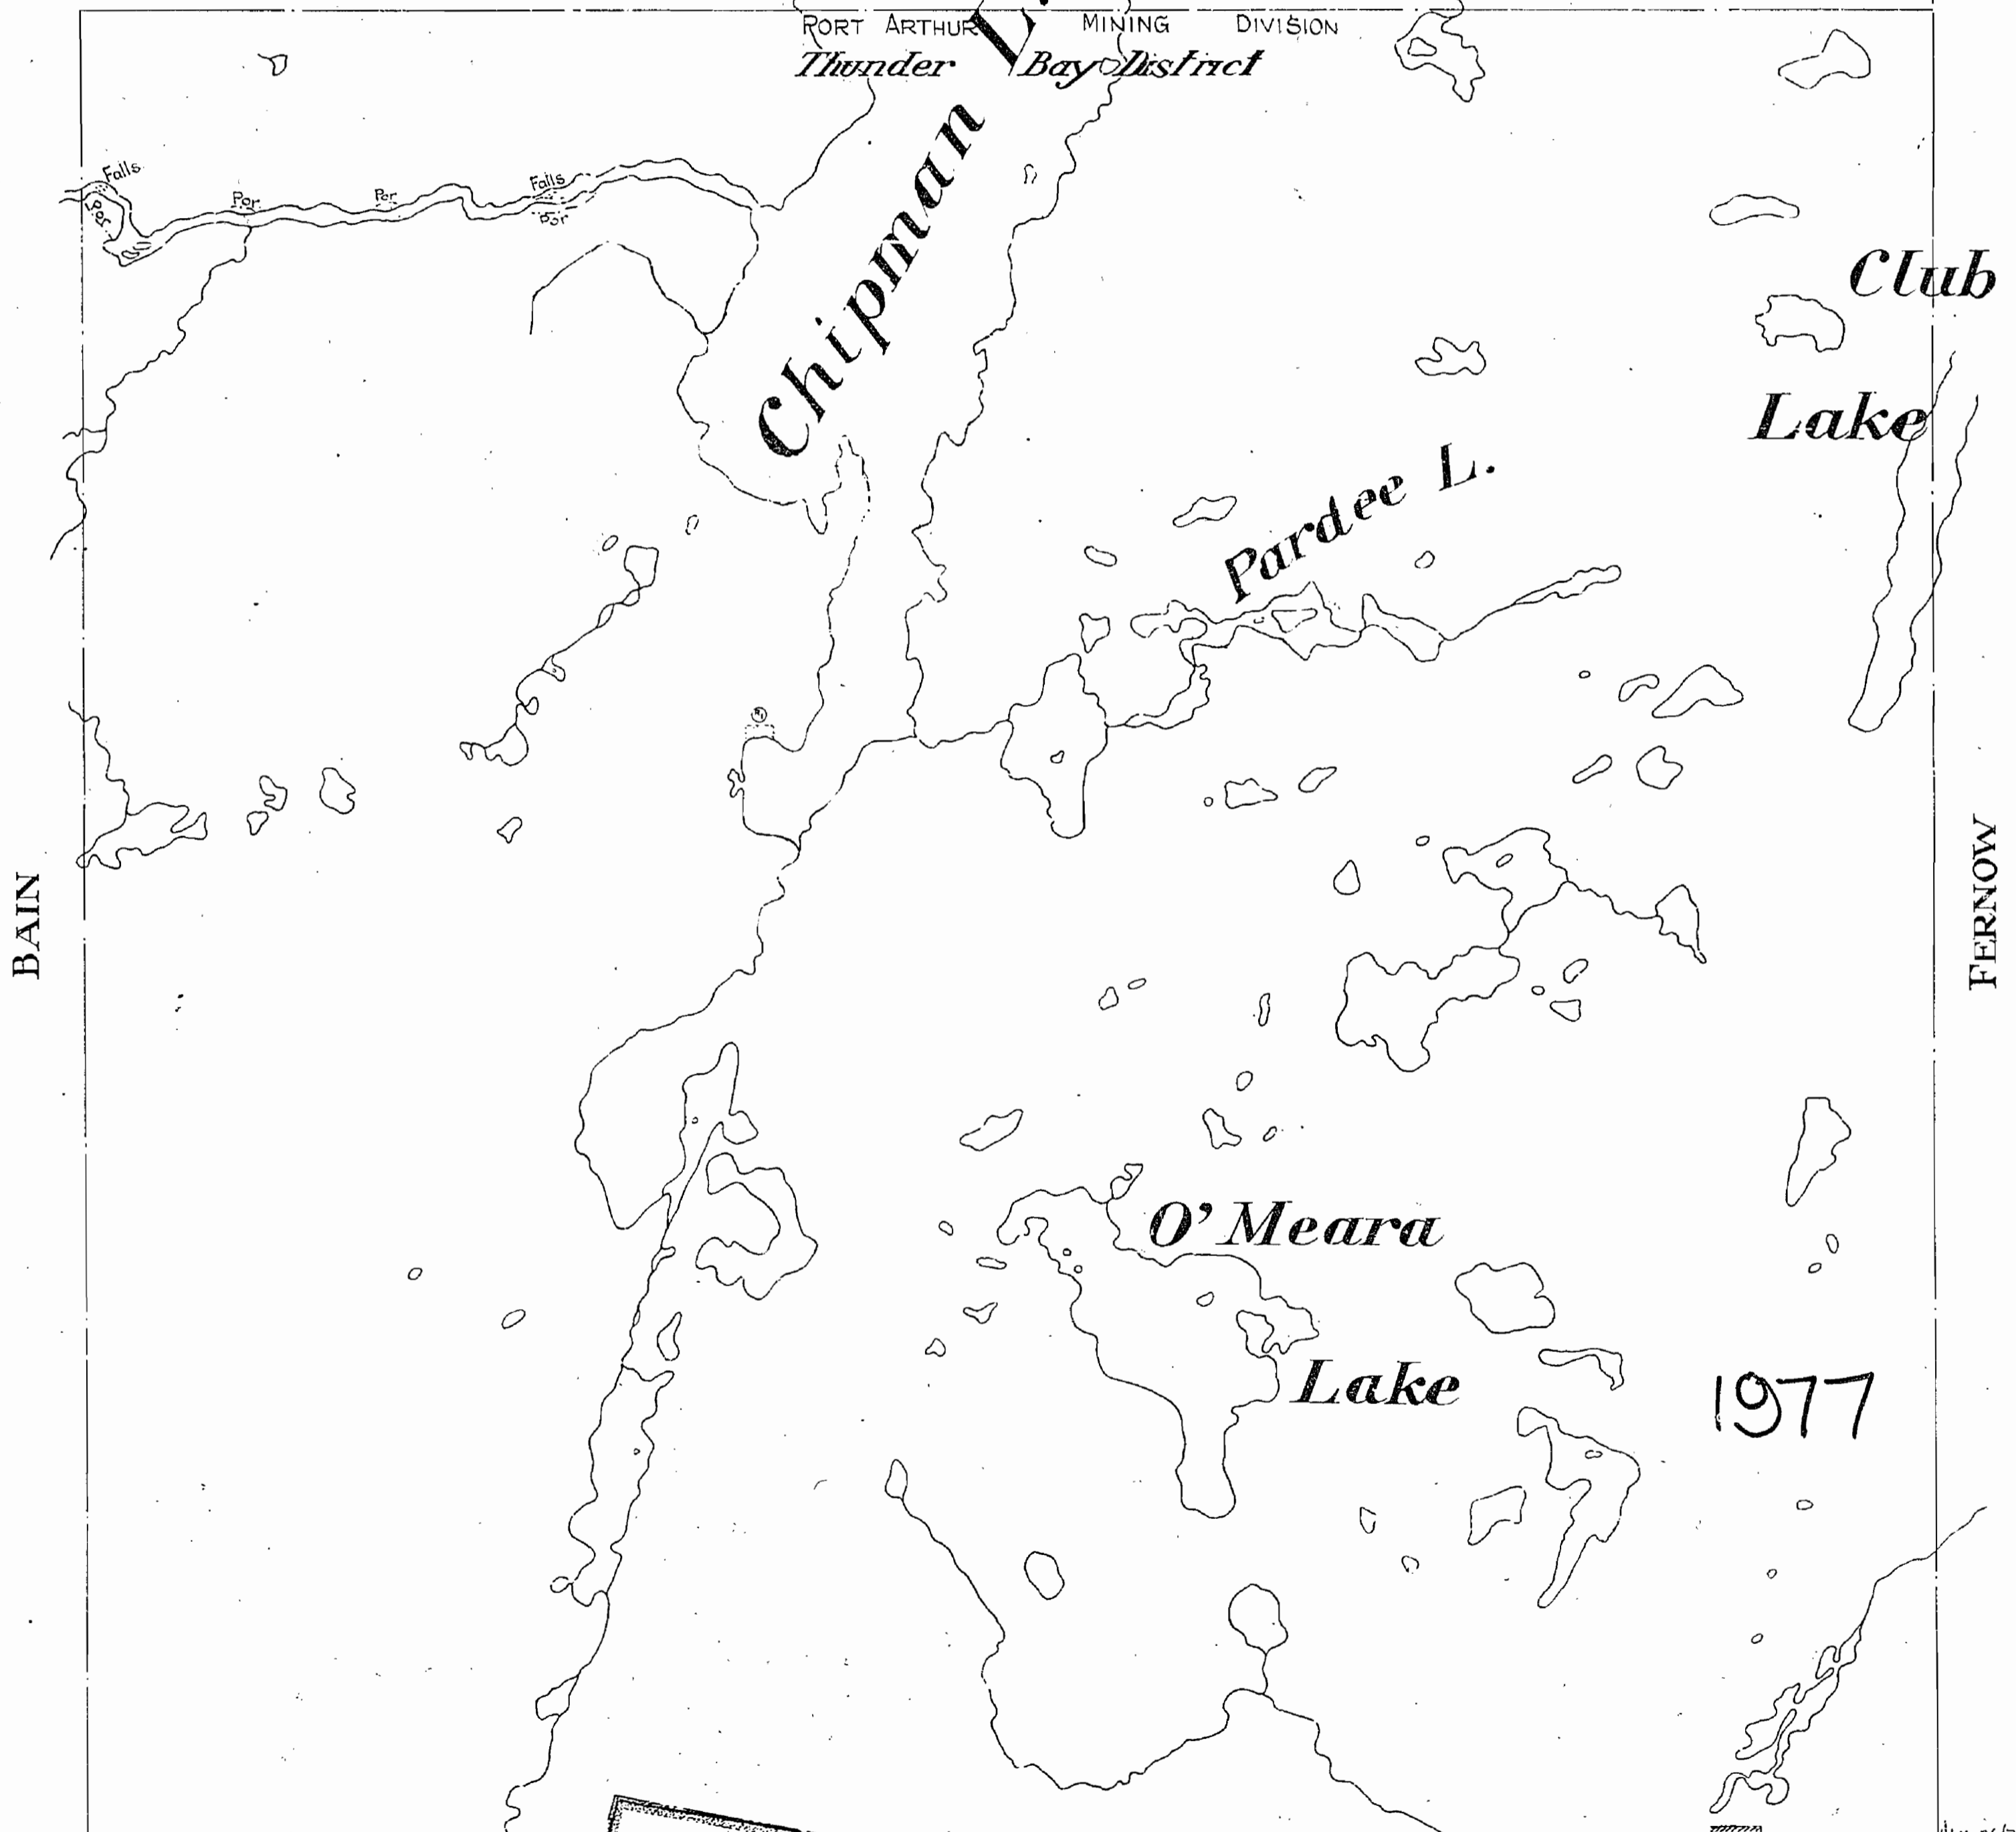 PORT ARTHUR MINING DIVISION
Thunder Bay District
Chipman L.
Falls
Por
Por
Por
Falls
Por
Club
Lake
Pardee L.
BAIN
FERNOW
O' Meara
Lake
1977